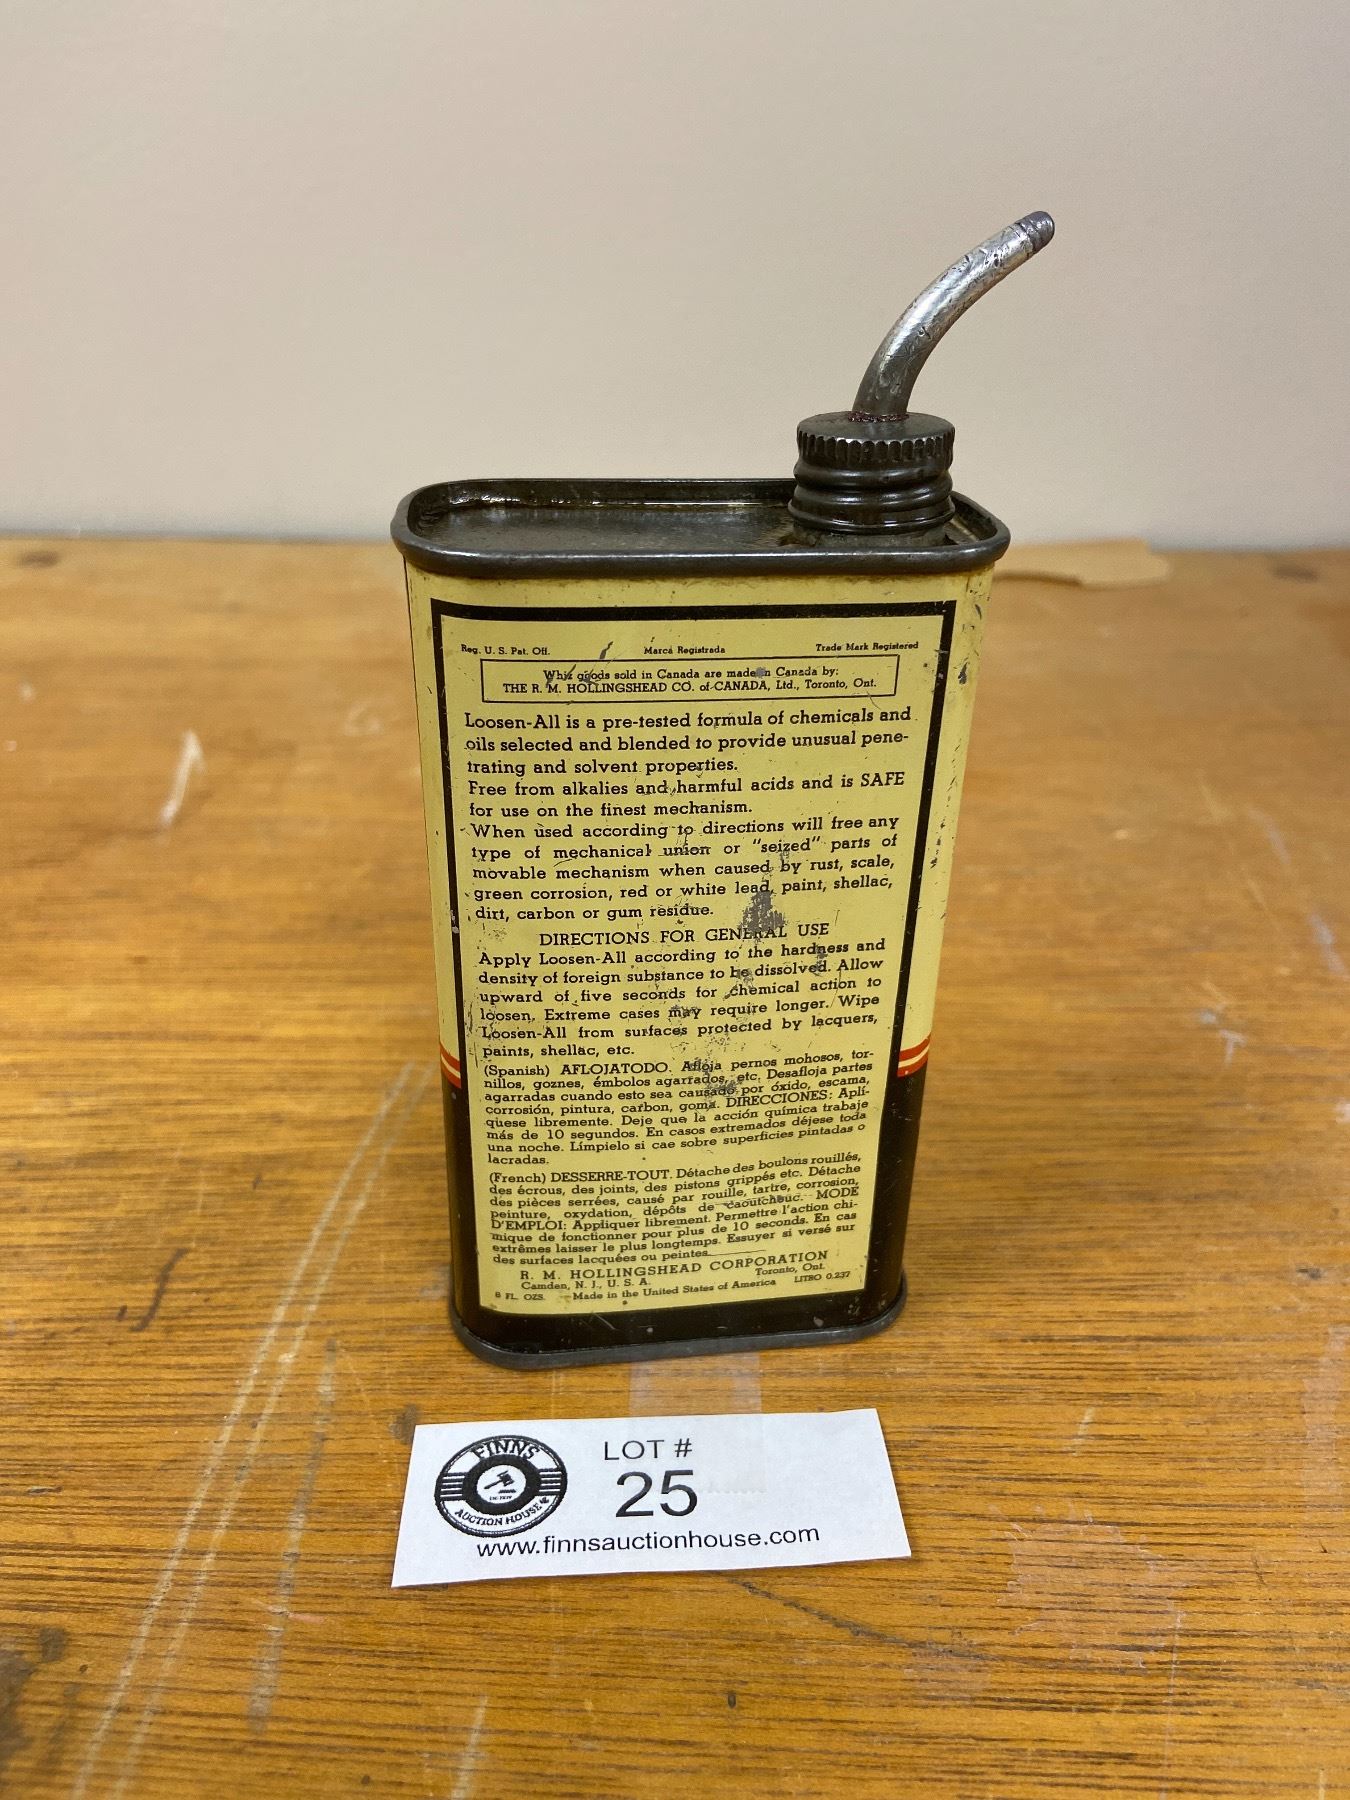 Reg. U. S. Pat. Off. Marca Registrada Trade Mark Registered
Whiz goods sold in Canada are made in Canada by:
THE R. M. HOLLINGSHEAD CO. of CANADA, Ltd., Toronto, Ont.
Loosen-All is a pre-tested formula of chemicals and
oils selected and blended to provide unusual pene-
trating and solvent properties.
Free from alkalies and harmful acids and is SAFE
for use on the finest mechanism.
When used according to directions will free any
type of mechanical union or "seized" parts of
movable mechanism when caused by rust, scale,
green corrosion, red or white lead, paint, shellac,
dirt, carbon or gum residue.
DIRECTIONS FOR GENERAL USE
Apply Loosen-All according to the hardness and
density of foreign substance to be dissolved. Allow
upward of five seconds for chemical action to
loosen. Extreme cases may require longer. Wipe
Loosen-All from surfaces protected by lacquers,
paints, shellac, etc.
(Spanish) AFLOJATODO. Afloja pernos mohosos, tor-
nillos, goznes, émbolos agarrados, etc. Desafloja partes
agarradas cuando esto sea causado por óxido, escama,
corrosión, pintura, carbon, goma. DIRECCIONES: Aplí-
quese libremente. Deje que la acción química trabaje
más de 10 segundos. En casos extremados déjese toda
una noche. Límpielo si cae sobre superficies pintadas o
lacradas.
(French) DESSERRE-TOUT. Détache des boulons rouillés,
des écrous, des joints, des pistons grippés etc. Détache
des pièces serrées, causé par rouille, tartre, corrosion,
peinture, oxydation, dépôts de caoutchouc. MODE
D'EMPLOI: Appliquer librement. Permettre l'action chi-
mique de fonctionner pour plus de 10 seconds. En cas
extrêmes laisser le plus longtemps. Essuyer si versé sur
des surfaces lacquées ou peintes.
R. M. HOLLINGSHEAD CORPORATION
Camden, N. J., U. S. A. Toronto, Ont.
8 FL. OZS. Made in the United States of America LITRO 0.237
FINNS
AUCTION HOUSE
LOT #
25
www.finnsauctionhouse.com